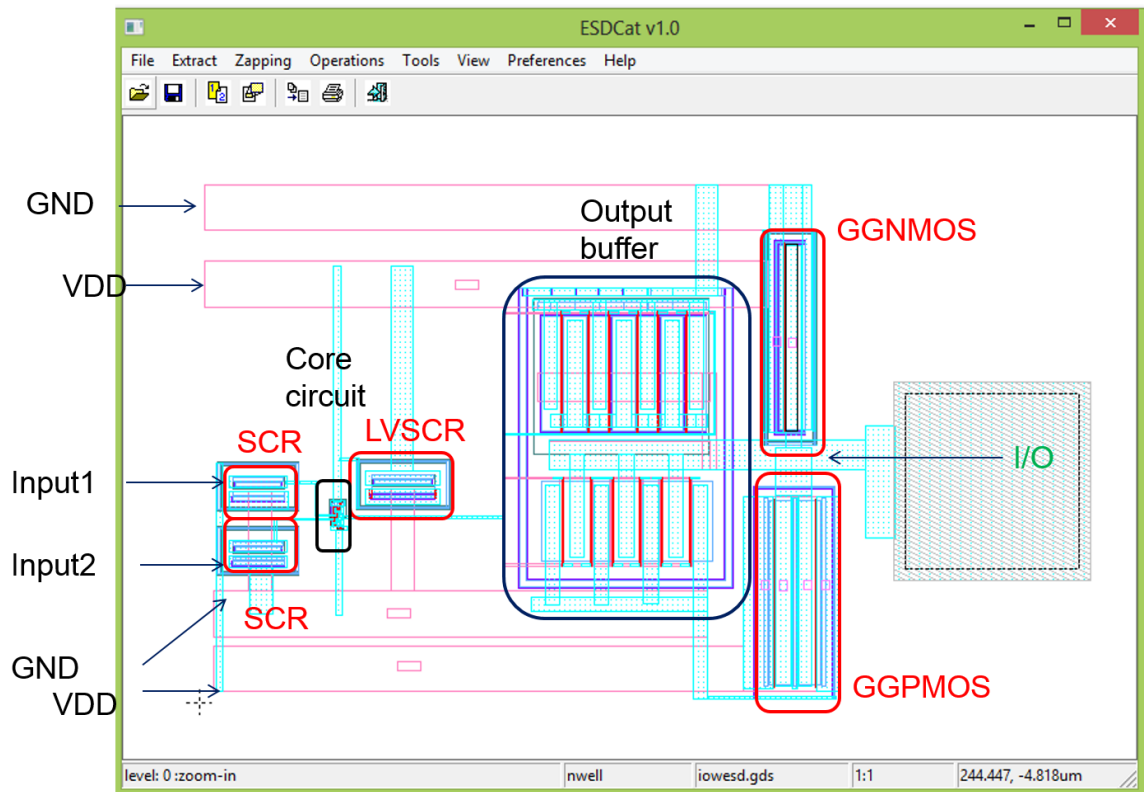 ESDCat v1.0
File Extract Zapping Operations Tools View Preferences Help
GND
Output
buffer
GGNMOS
VDD
Core
circuit
SCR
LVSCR
I/O
Input1
Input2
SCR
GND
GGPMOS
VDD
level: 0 :zoom-in nwell iowesd.gds 1:1 244.447, -4.818um